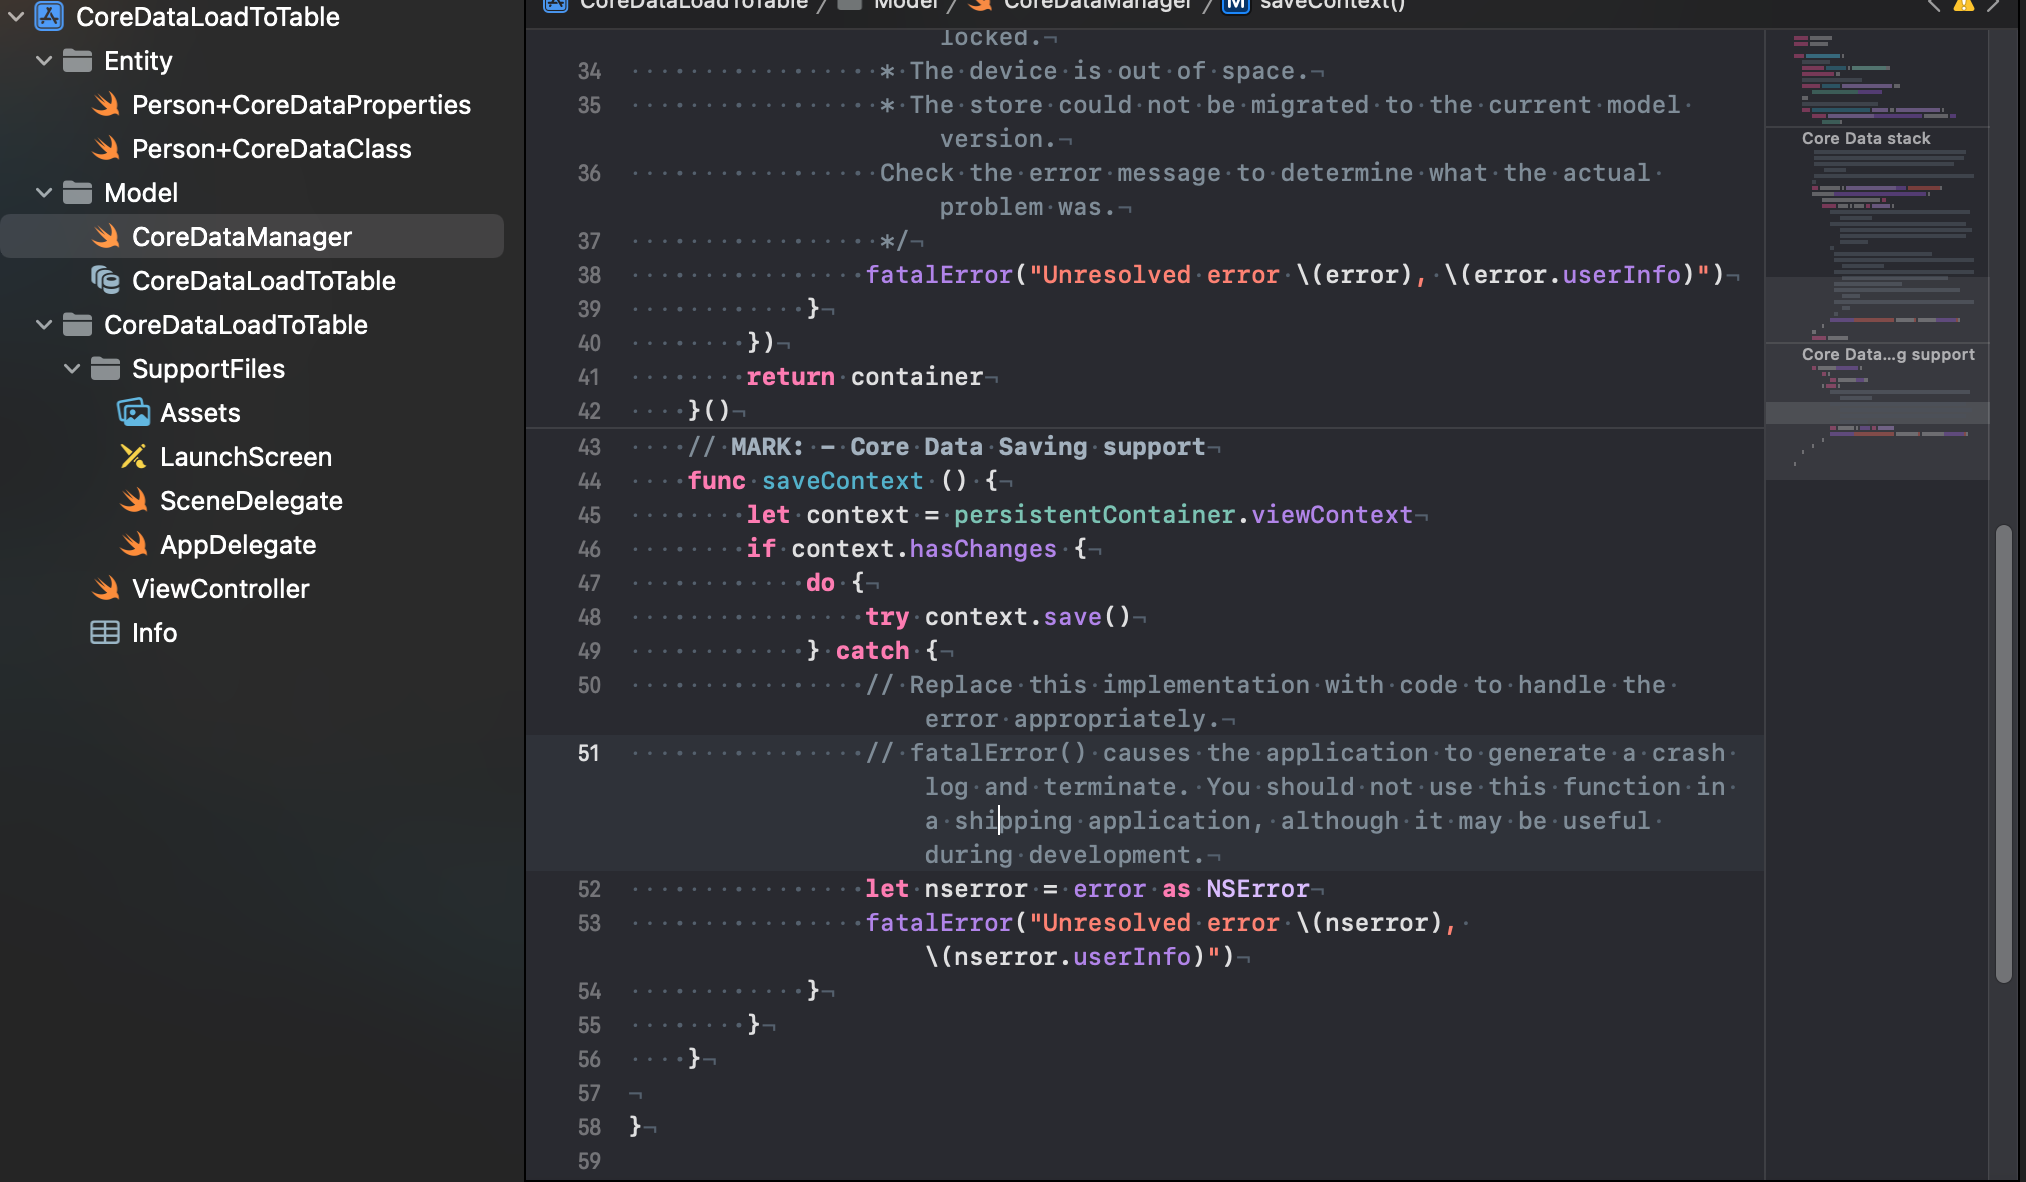 CoreDataLoadToTable
Entity
Person+CoreDataProperties
Person+CoreDataClass
Model
CoreDataManager
CoreDataLoadToTable
CoreDataLoadToTable
SupportFiles
Assets
LaunchScreen
SceneDelegate
AppDelegate
ViewController
Info
CoreDataLoadToTable / Model / CoreDataManager / M saveContext()
locked.
34 * The device is out of space.
35 * The store could not be migrated to the current model
version.
36 Check the error message to determine what the actual
problem was.
37 */
38 fatalError("Unresolved error \(error), \(error.userInfo)")
39 }
40 })
41 return container
42 }()
43 // MARK: - Core Data Saving support
44 func saveContext () {
45 let context = persistentContainer.viewContext
46 if context.hasChanges {
47 do {
48 try context.save()
49 } catch {
50 // Replace this implementation with code to handle the
error appropriately.
51 // fatalError() causes the application to generate a crash
log and terminate. You should not use this function in
a shipping application, although it may be useful
during development.
52 let nserror = error as NSError
53 fatalError("Unresolved error \(nserror),
\(nserror.userInfo)")
54 }
55 }
56 }
57
58 }
59
Core Data stack
Core Data...g support